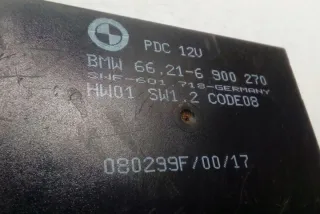 PDC 12V
BMW 66.21-6 900 270
SWF-601.718-GERMANY
HW01 SW1.2 CODE08
080299F/00/17